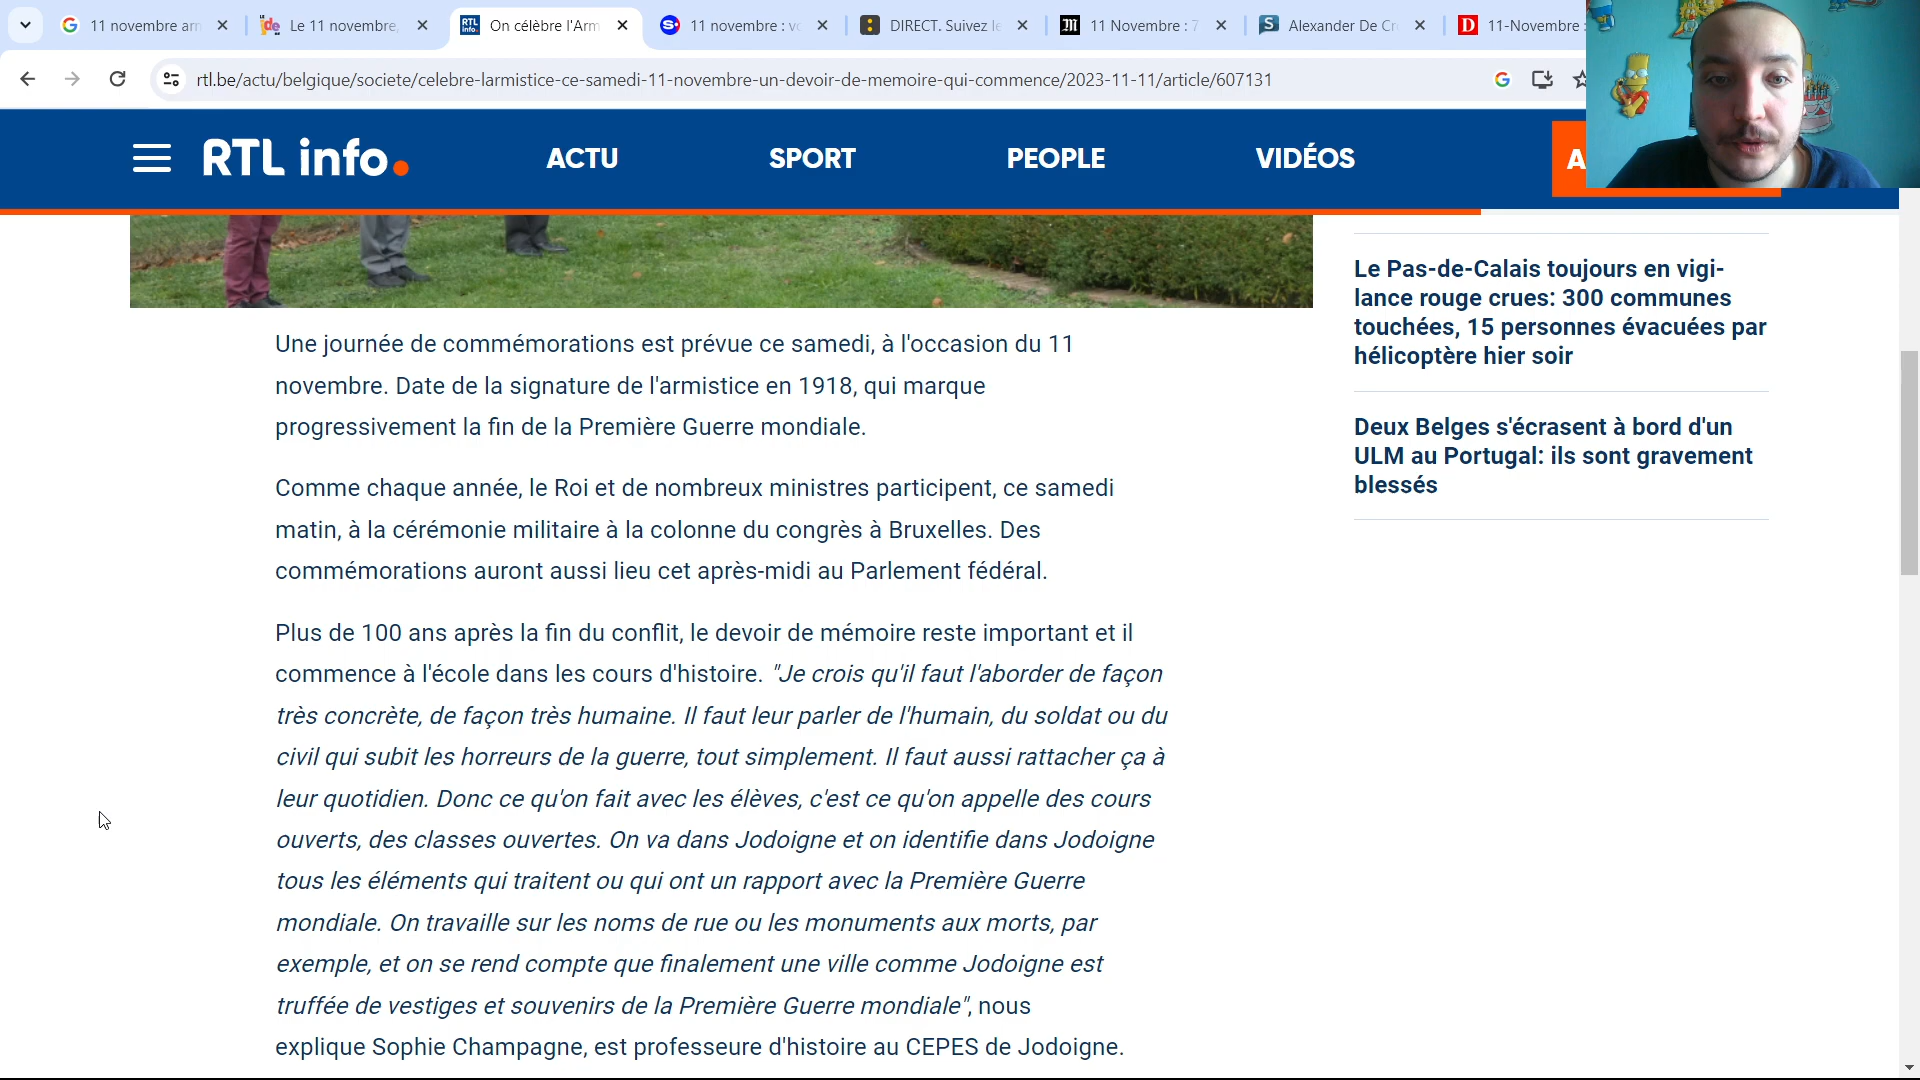 11 novembre arm
Le 11 novembre,
RTL info. On célèbre l'Arm
11 novembre : vo
DIRECT. Suivez le
11 Novembre : 7
Alexander De Cr
11-Novembre :
rtl.be/actu/belgique/societe/celebre-larmistice-ce-samedi-11-novembre-un-devoir-de-memoire-qui-commence/2023-11-11/article/607131
RTL info.
ACTU
SPORT
PEOPLE
VIDÉOS
A
Une journée de commémorations est prévue ce samedi, à l'occasion du 11
novembre. Date de la signature de l'armistice en 1918, qui marque
progressivement la fin de la Première Guerre mondiale.
Comme chaque année, le Roi et de nombreux ministres participent, ce samedi
matin, à la cérémonie militaire à la colonne du congrès à Bruxelles. Des
commémorations auront aussi lieu cet après-midi au Parlement fédéral.
Plus de 100 ans après la fin du conflit, le devoir de mémoire reste important et il
commence à l'école dans les cours d'histoire. "Je crois qu'il faut l'aborder de façon
très concrète, de façon très humaine. Il faut leur parler de l'humain, du soldat ou du
civil qui subit les horreurs de la guerre, tout simplement. Il faut aussi rattacher ça à
leur quotidien. Donc ce qu'on fait avec les élèves, c'est ce qu'on appelle des cours
ouverts, des classes ouvertes. On va dans Jodoigne et on identifie dans Jodoigne
tous les éléments qui traitent ou qui ont un rapport avec la Première Guerre
mondiale. On travaille sur les noms de rue ou les monuments aux morts, par
exemple, et on se rend compte que finalement une ville comme Jodoigne est
truffée de vestiges et souvenirs de la Première Guerre mondiale", nous
explique Sophie Champagne, est professeure d'histoire au CEPES de Jodoigne.
Le Pas-de-Calais toujours en vigi-
lance rouge crues: 300 communes
touchées, 15 personnes évacuées par
hélicoptère hier soir
Deux Belges s'écrasent à bord d'un
ULM au Portugal: ils sont gravement
blessés